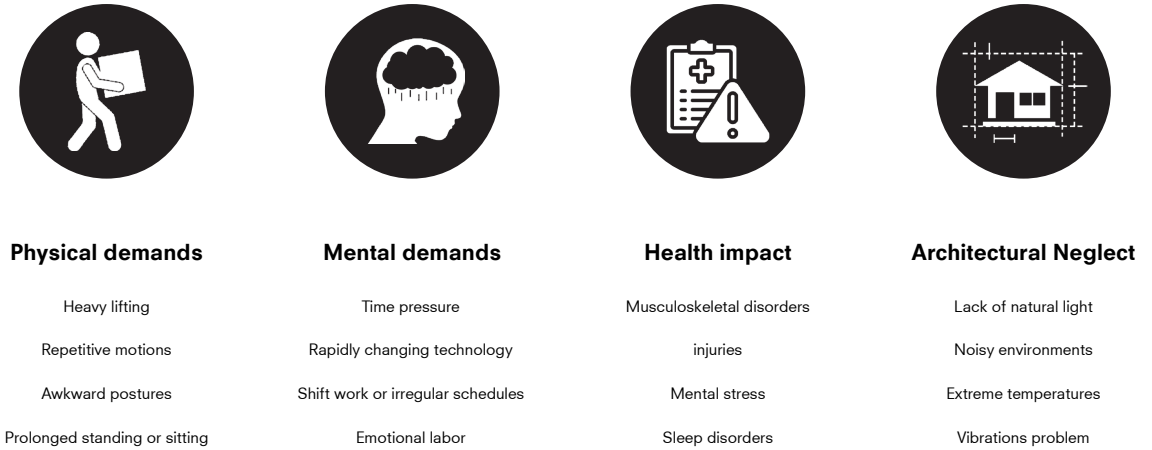 Physical demands
Heavy lifting
Repetitive motions
Awkward postures
Prolonged standing or sitting
Mental demands
Time pressure
Rapidly changing technology
Shift work or irregular schedules
Emotional labor
Health impact
Musculoskeletal disorders
injuries
Mental stress
Sleep disorders
Architectural Neglect
Lack of natural light
Noisy environments
Extreme temperatures
Vibrations problem